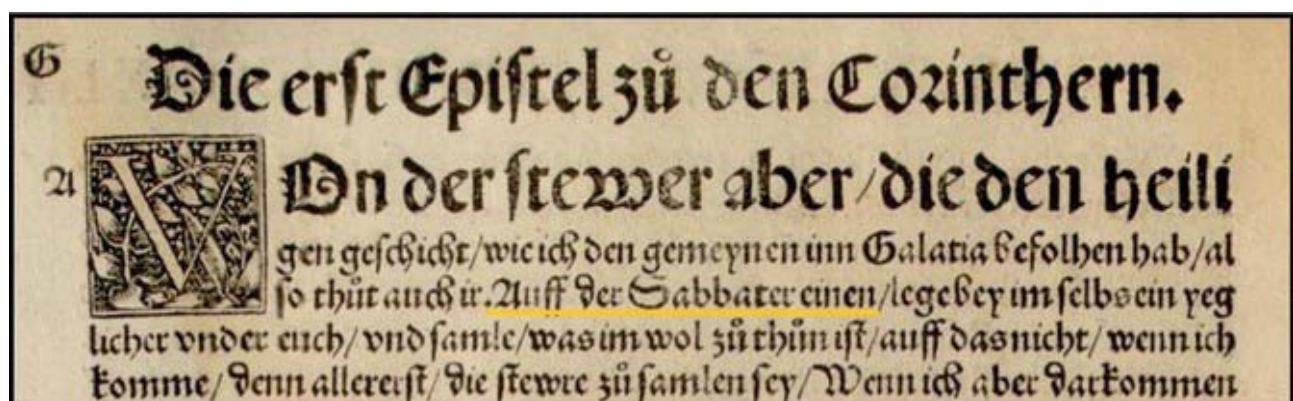 G
Die erst Epistel zů den Corinthern.
A
VOn der stewer aber/die den heili
gen geschicht/wie ich den gemeynen inn Galatia befolhen hab/al
so thůt auch ir. Auff der Sabbater einen/lege bey im selbs ein yeg
licher vnder euch/vnd samle/was im wol zů thůn ist/auff das nicht/wenn ich
komme/denn allererst/die stewre zů samlen sey/Wenn ich aber darkommen